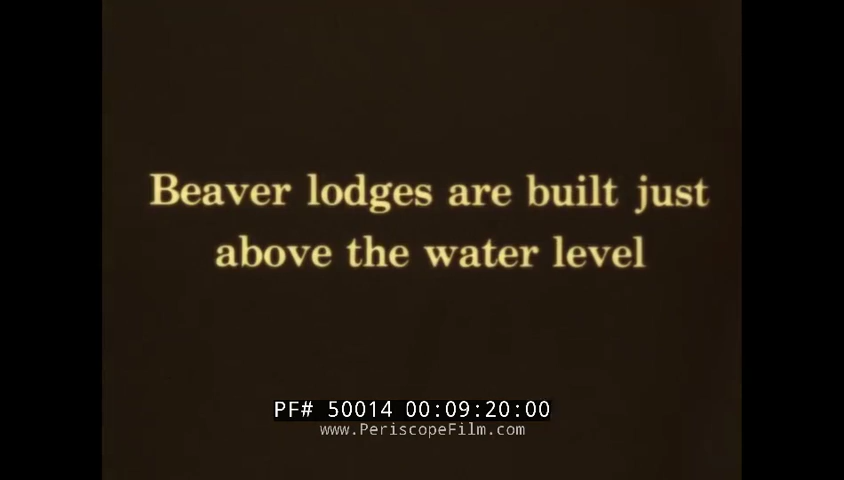 Beaver lodges are built just
above the water level
PF# 50014 00:09:20:00
www.PeriscopeFilm.com